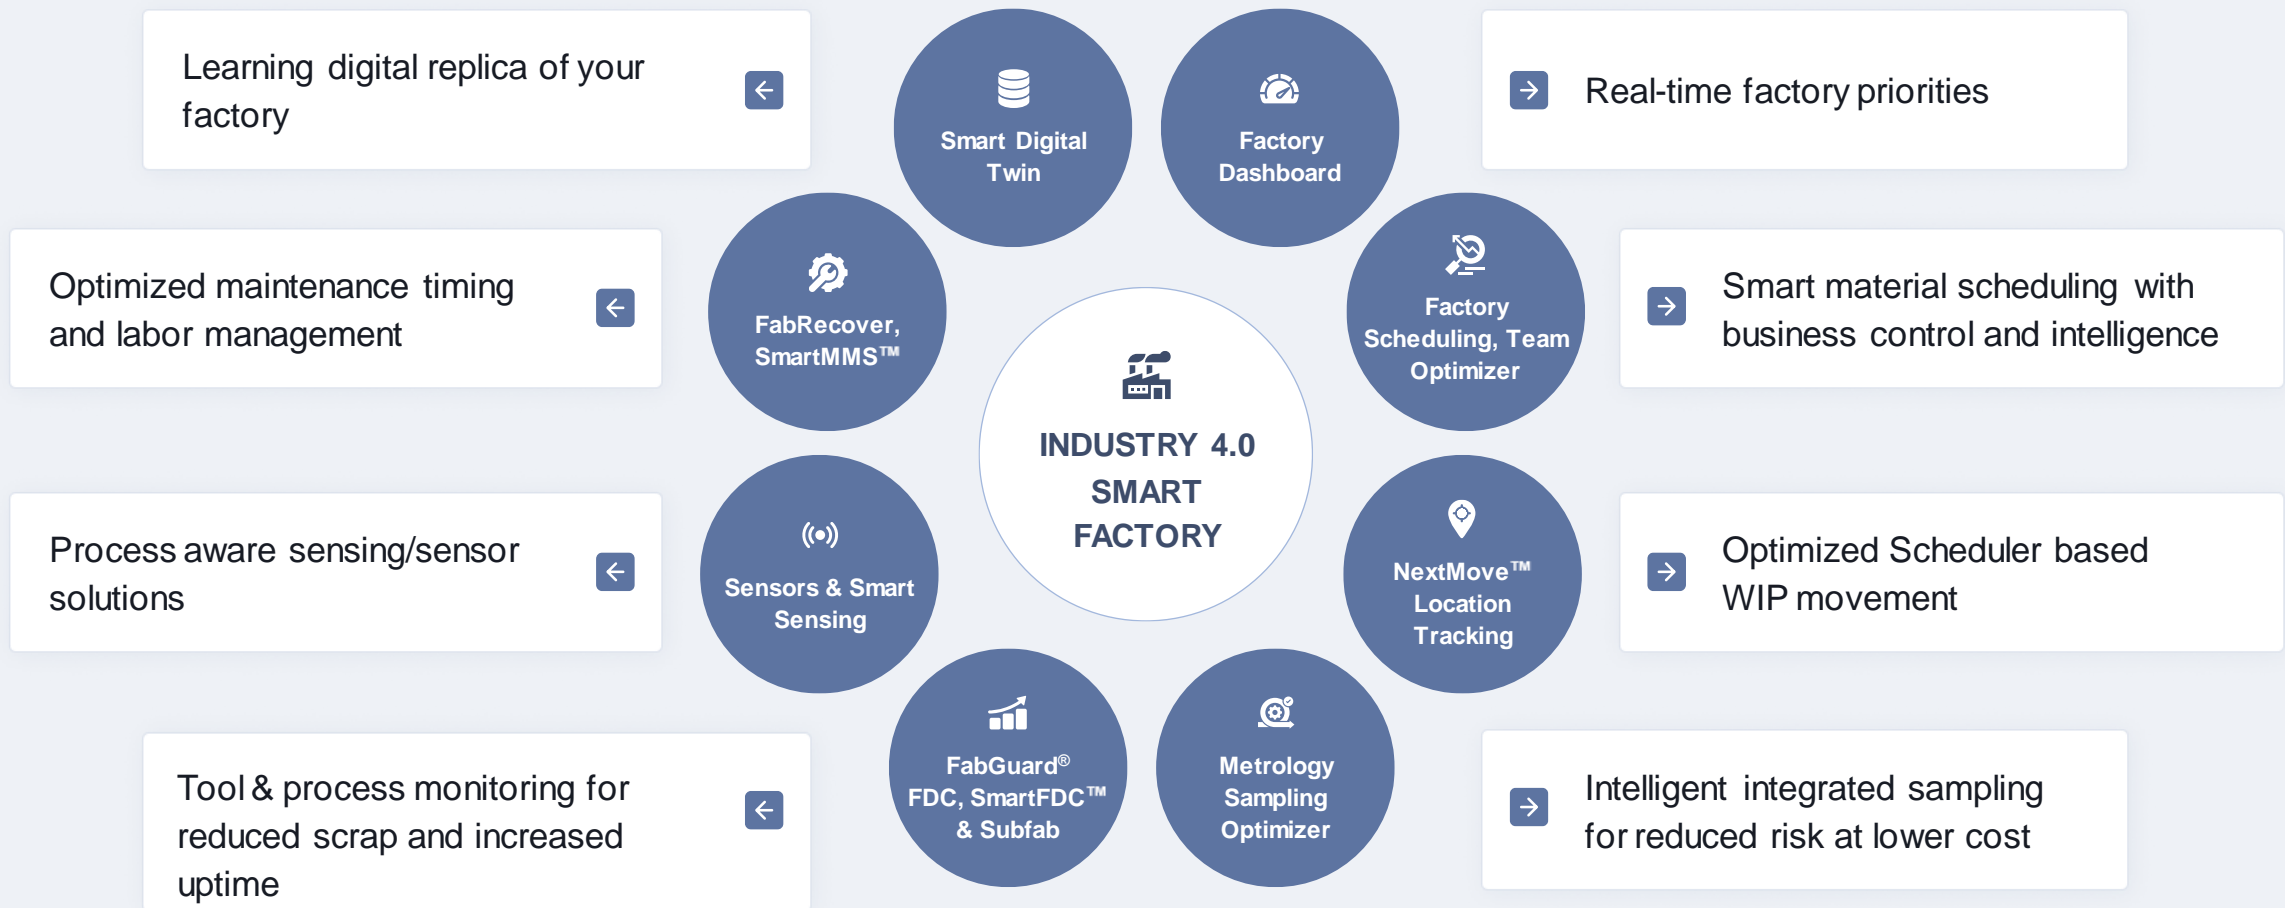 Learning digital replica of your
factory
Smart Digital
Twin
Factory
Dashboard
Real-time factory priorities
Optimized maintenance timing
and labor management
FabRecover,
SmartMMS™
Factory
Scheduling, Team
Optimizer
Smart material scheduling with
business control and intelligence
INDUSTRY 4.0
SMART
FACTORY
Process aware sensing/sensor
solutions
Sensors & Smart
Sensing
NextMove™
Location
Tracking
Optimized Scheduler based
WIP movement
Tool & process monitoring for
reduced scrap and increased
uptime
FabGuard®
FDC, SmartFDC™
& Subfab
Metrology
Sampling
Optimizer
Intelligent integrated sampling
for reduced risk at lower cost